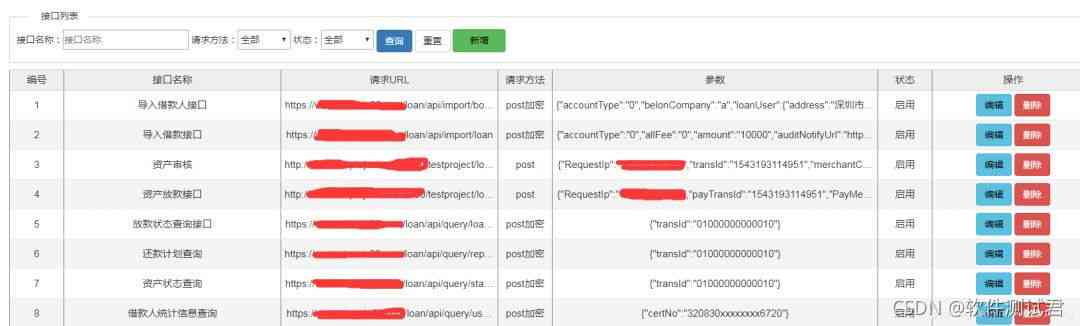 接口列表
接口名称： 接口名称 请求方法： 全部 状态： 全部 查询 重置 新增
编号 接口名称 请求URL 请求方法 参数 状态 操作
1 导入借款人接口 https:// /loan/api/import/bo... post加密 {"accountType":"0","belonCompany":"a","loanUser":{"address":"深圳市... 启用 编辑 删除
2 导入借款接口 https:// /loan/api/import/loan post加密 {"accountType":"0","allFee":"0","amount":"10000","auditNotifyUrl":"http... 启用 编辑 删除
3 资产审核 http:/ /testproject/lo... post {"RequestIp": ,"transId":"1543193114951","merchantC... 启用 编辑 删除
4 资产放款接口 http:/ /testproject/lo... post {"RequestIp": ,"payTransId":"1543193114951","PayMe... 启用 编辑 删除
5 放款状态查询接口 https:/ /loan/api/query/loa... post加密 {"transId":"01000000000010"} 启用 编辑 删除
6 还款计划查询 https:/ /loan/api/query/rep... post加密 {"transId":"01000000000010"} 启用 编辑 删除
7 资产状态查询 https:/ /loan/api/query/sta... post加密 {"transId":"01000000000010"} 启用 编辑 删除
8 借款人统计信息查询 https:/ /loan/api/query/us... post加密 {"certNo":"320830xxxxxxxx6720"} 启用 编辑 删除
CSDN @软件测试君